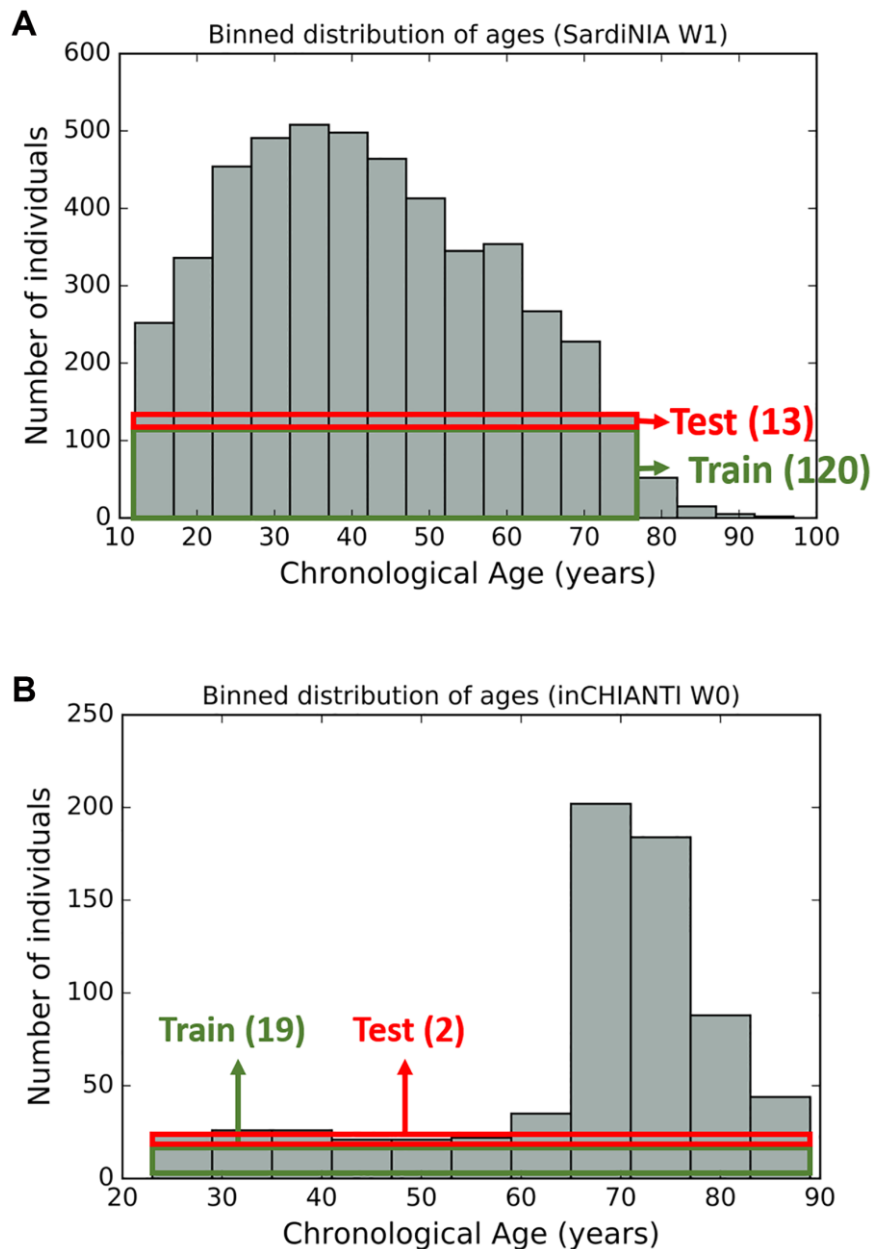 A
Binned distribution of ages (SardiNIA W1)
Number of individuals
600
500
400
300
200
100
0
Test (13)
Train (120)
10 20 30 40 50 60 70 80 90 100
Chronological Age (years)
B
Binned distribution of ages (inCHIANTI W0)
Number of individuals
250
200
150
100
50
0
Train (19) Test (2)
20 30 40 50 60 70 80 90
Chronological Age (years)